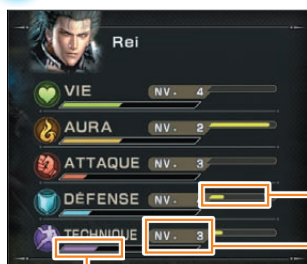 Rei
VIE NV. 4
AURA NV. 2
ATTAQUE NV. 3
DÉFENSE NV.
TECHNIQUE NV. 3